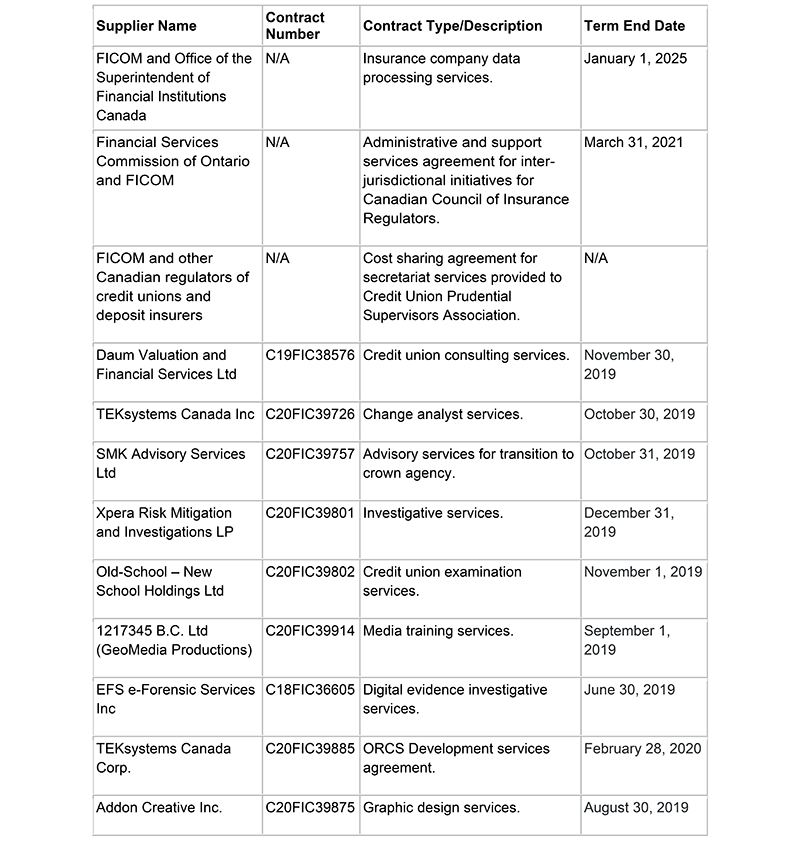 Supplier Name Contract Number Contract Type/Description Term End Date
FICOM and Office of the N/A Insurance company data January 1, 2025
Superintendent of processing services.
Financial Institutions
Canada
Financial Services N/A Administrative and support March 31, 2021
Commission of Ontario services agreement for inter-
and FICOM jurisdictional initiatives for
Canadian Council of Insurance
Regulators.
FICOM and other N/A Cost sharing agreement for N/A
Canadian regulators of secretariat services provided to
credit unions and Credit Union Prudential
deposit insurers Supervisors Association.
Daum Valuation and C19FIC38576 Credit union consulting services. November 30,
Financial Services Ltd 2019
TEKsystems Canada Inc C20FIC39726 Change analyst services. October 30, 2019
SMK Advisory Services C20FIC39757 Advisory services for transition to October 31, 2019
Ltd crown agency.
Xpera Risk Mitigation C20FIC39801 Investigative services. December 31,
and Investigations LP 2019
Old-School – New C20FIC39802 Credit union examination November 1, 2019
School Holdings Ltd services.
1217345 B.C. Ltd C20FIC39914 Media training services. September 1,
(GeoMedia Productions) 2019
EFS e-Forensic Services C18FIC36605 Digital evidence investigative June 30, 2019
Inc services.
TEKsystems Canada C20FIC39885 ORCS Development services February 28, 2020
Corp. agreement.
Addon Creative Inc. C20FIC39875 Graphic design services. August 30, 2019